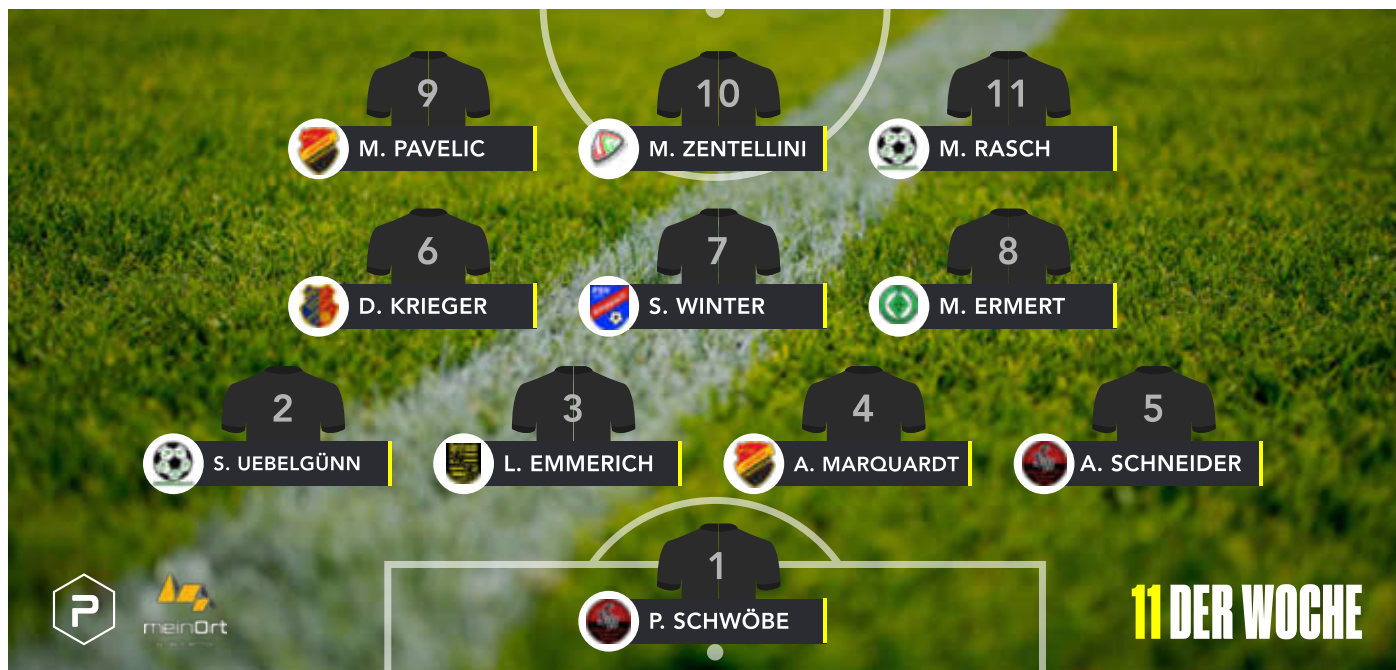 9 10 11
M. PAVELIC M. ZENTELLINI M. RASCH
6 7 8
D. KRIEGER S. WINTER M. ERMERT
2 3 4 5
S. UEBELGÜNN L. EMMERICH A. MARQUARDT A. SCHNEIDER
1
P. SCHWÖBE
P meinOrt
11 DER WOCHE